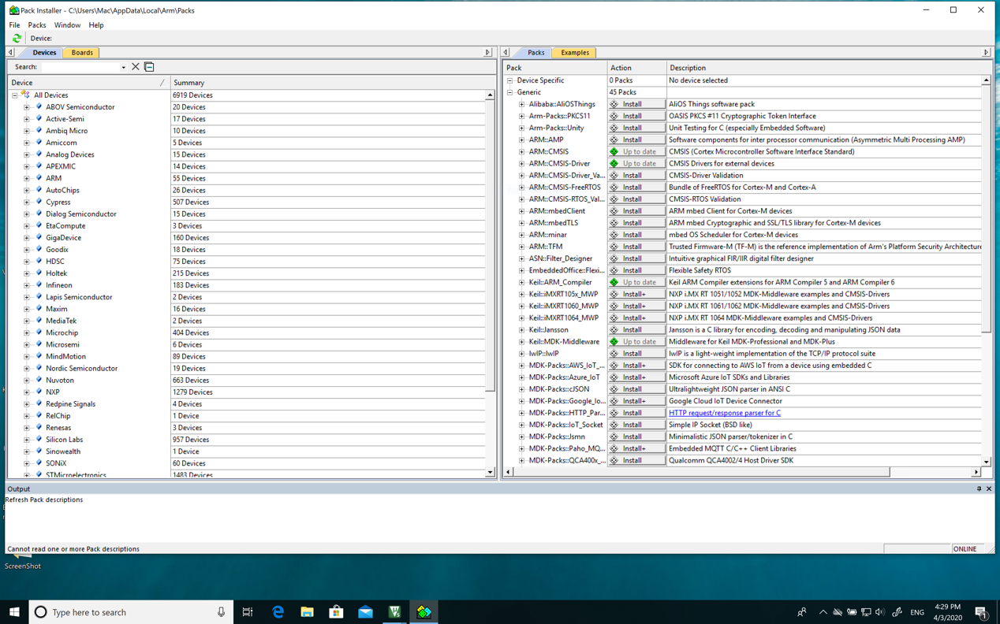 Pack Installer - C:\Users\Mac\AppData\Local\Arm\Packs
File Packs Window Help
Device:
Devices Boards
Search:
Device Summary
All Devices 6919 Devices
ABOV Semiconductor 20 Devices
Active-Semi 17 Devices
Ambiq Micro 10 Devices
Amiccom 5 Devices
Analog Devices 15 Devices
APEXMIC 14 Devices
ARM 55 Devices
AutoChips 26 Devices
Cypress 507 Devices
Dialog Semiconductor 15 Devices
EtaCompute 3 Devices
GigaDevice 160 Devices
Goodix 18 Devices
HDSC 75 Devices
Holtek 215 Devices
Infineon 183 Devices
Lapis Semiconductor 2 Devices
Maxim 16 Devices
MediaTek 2 Devices
Microchip 404 Devices
Microsemi 6 Devices
MindMotion 89 Devices
Nordic Semiconductor 19 Devices
Nuvoton 663 Devices
NXP 1279 Devices
Redpine Signals 4 Devices
RelChip 1 Device
Renesas 3 Devices
Silicon Labs 957 Devices
Sinowealth 1 Device
SONiX 60 Devices
STMicroelectronics 1483 Devices
Packs Examples
Pack Action Description
Device Specific 0 Packs No device selected
Generic 45 Packs
Alibaba::AliOSThings Install AliOS Things software pack
Arm-Packs::PKCS11 Install OASIS PKCS #11 Cryptographic Token Interface
Arm-Packs::Unity Install Unit Testing for C (especially Embedded Software)
ARM::AMP Install Software components for inter processor communication (Asymmetric Multi Processing AMP)
ARM::CMSIS Up to date CMSIS (Cortex Microcontroller Software Interface Standard)
ARM::CMSIS-Driver Up to date CMSIS Drivers for external devices
ARM::CMSIS-Driver_Va... Install CMSIS-Driver Validation
ARM::CMSIS-FreeRTOS Install Bundle of FreeRTOS for Cortex-M and Cortex-A
ARM::CMSIS-RTOS_Val... Install CMSIS-RTOS Validation
ARM::mbedClient Install ARM mbed Client for Cortex-M devices
ARM::mbedTLS Install ARM mbed Cryptographic and SSL/TLS library for Cortex-M devices
ARM::minar Install mbed OS Scheduler for Cortex-M devices
ARM::TFM Install Trusted Firmware-M (TF-M) is the reference implementation of Arm's Platform Security Architecture
ASN::Filter_Designer Install Intuitive graphical FIR/IIR digital filter designer
EmbeddedOffice::Flexi... Install Flexible Safety RTOS
Keil::ARM_Compiler Up to date Keil ARM Compiler extensions for ARM Compiler 5 and ARM Compiler 6
Keil::iMXRT105x_MWP Install+ NXP i.MX RT 1051/1052 MDK-Middleware examples and CMSIS-Drivers
Keil::iMXRT1060_MWP Install+ NXP i.MX RT 1061/1062 MDK-Middleware examples and CMSIS-Drivers
Keil::iMXRT1064_MWP Install+ NXP i.MX RT 1064 MDK-Middleware examples and CMSIS-Drivers
Keil::Jansson Install Jansson is a C library for encoding, decoding and manipulating JSON data
Keil::MDK-Middleware Up to date Middleware for Keil MDK-Professional and MDK-Plus
lwIP::lwIP Install lwIP is a light-weight implementation of the TCP/IP protocol suite
MDK-Packs::AWS_IoT_... Install+ SDK for connecting to AWS IoT from a device using embedded C
MDK-Packs::Azure_IoT Install+ Microsoft Azure IoT SDKs and Libraries
MDK-Packs::cJSON Install Ultralightweight JSON parser in ANSI C
MDK-Packs::Google_Io... Install+ Google Cloud IoT Device Connector
MDK-Packs::HTTP_Par... Install HTTP request/response parser for C
MDK-Packs::IoT_Socket Install Simple IP Socket (BSD like)
MDK-Packs::Jsmn Install Minimalistic JSON parser/tokenizer in C
MDK-Packs::Paho_MQ... Install+ Embedded MQTT C/C++ Client Libraries
MDK-Packs::QCA400x_... Install Qualcomm QCA4002/4 Host Driver SDK
Output
Refresh Pack descriptions
Cannot read one or more Pack descriptions
ONLINE
ScreenShot
Type here to search
ENG
4:29 PM
4/3/2020
1